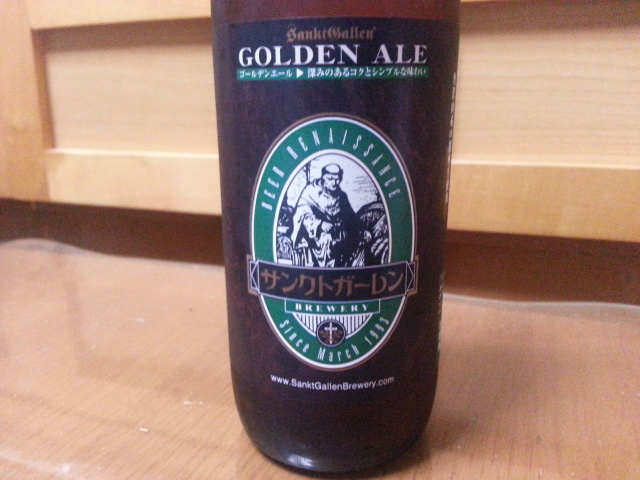 SanktGallen
GOLDEN ALE
ゴールデンエール ▶ 深みのあるコクとシンプルな味わい
BEER RENAISSANCE
サンクトガーレン
BREWERY
since March 1993
www.SanktGallenBrewery.com